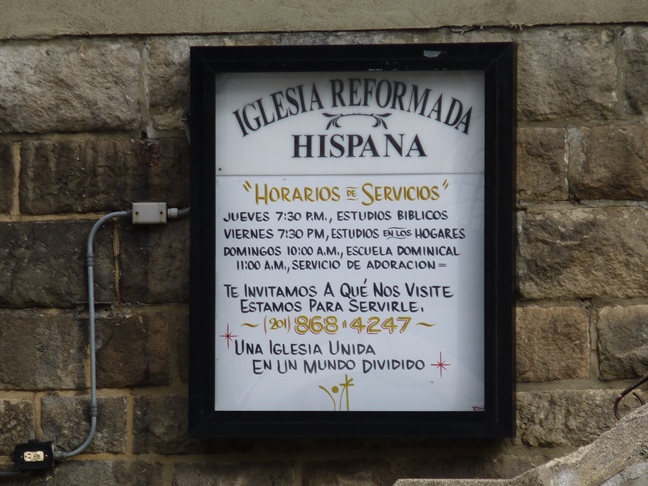 IGLESIA REFORMADA
HISPANA
"HORARIOS DE SERVICIOS"
JUEVES 7:30 P.M., ESTUDIOS BIBLICOS
VIERNES 7:30 PM, ESTUDIOS EN LOS HOGARES
DOMINGOS 10:00 A.M., ESCUELA DOMINICAL
11:00 A.M., SERVICIO DE ADORACION=
TE INVITAMOS A QUÉ NOS VISITE
ESTAMOS PARA SERVIRLE.
~ (201) 868-4247 ~
UNA IGLESIA UNIDA
EN UN MUNDO DIVIDIDO